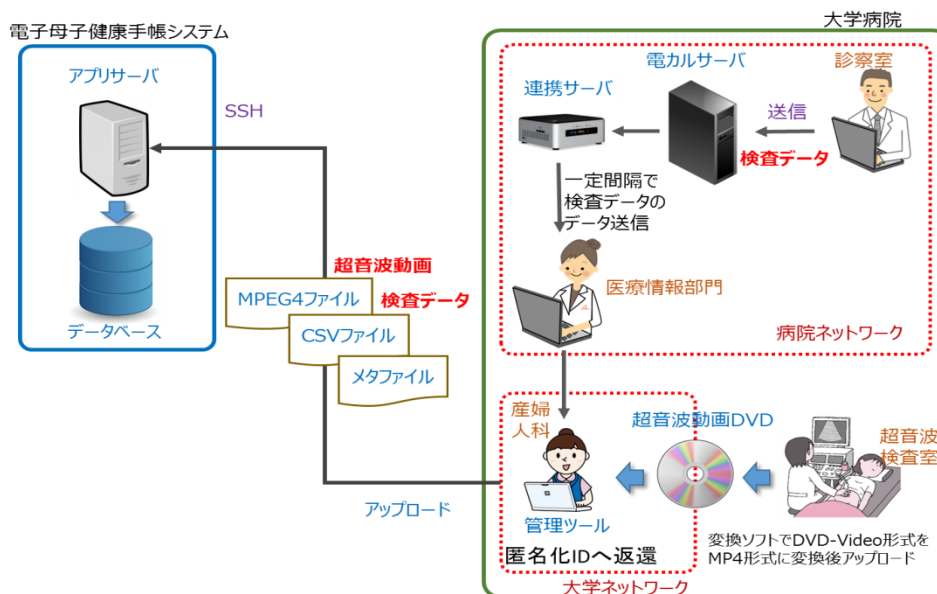 大学病院
電子母子健康手帳システム
アプリサーバ
SSH
データベース
超音波動画
MPEG4ファイル
検査データ
CSVファイル
メタファイル
アップロード
診察室
電カルサーバ
連携サーバ
送信
検査データ
一定間隔で
検査データの
データ送信
医療情報部門
病院ネットワーク
産婦
人科
超音波動画DVD
超音波
検査室
管理ツール
匿名化IDへ返還
変換ソフトでDVD-Video形式を
MP4形式に変換後アップロード
大学ネットワーク